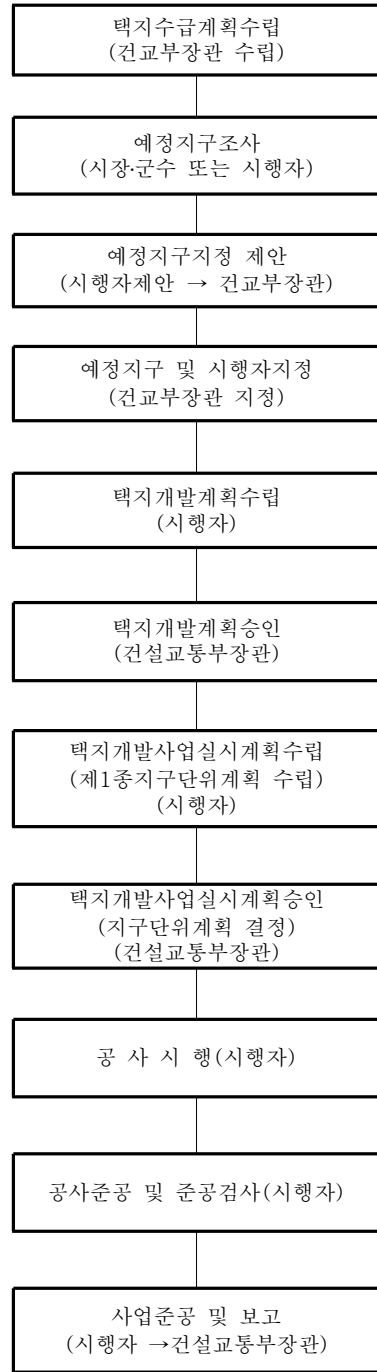 택지수급계획수립
(건교부장관 수립)
예정지구조사
(시장·군수 또는 시행자)
예정지구지정 제안
(시행자제안 → 건교부장관)
예정지구 및 시행자지정
(건교부장관 지정)
택지개발계획수립
(시행자)
택지개발계획승인
(건설교통부장관)
택지개발사업실시계획수립
(제1종지구단위계획 수립)
(시행자)
택지개발사업실시계획승인
(지구단위계획 결정)
(건설교통부장관)
공 사 시 행(시행자)
공사준공 및 준공검사(시행자)
사업준공 및 보고
(시행자 →건설교통부장관)